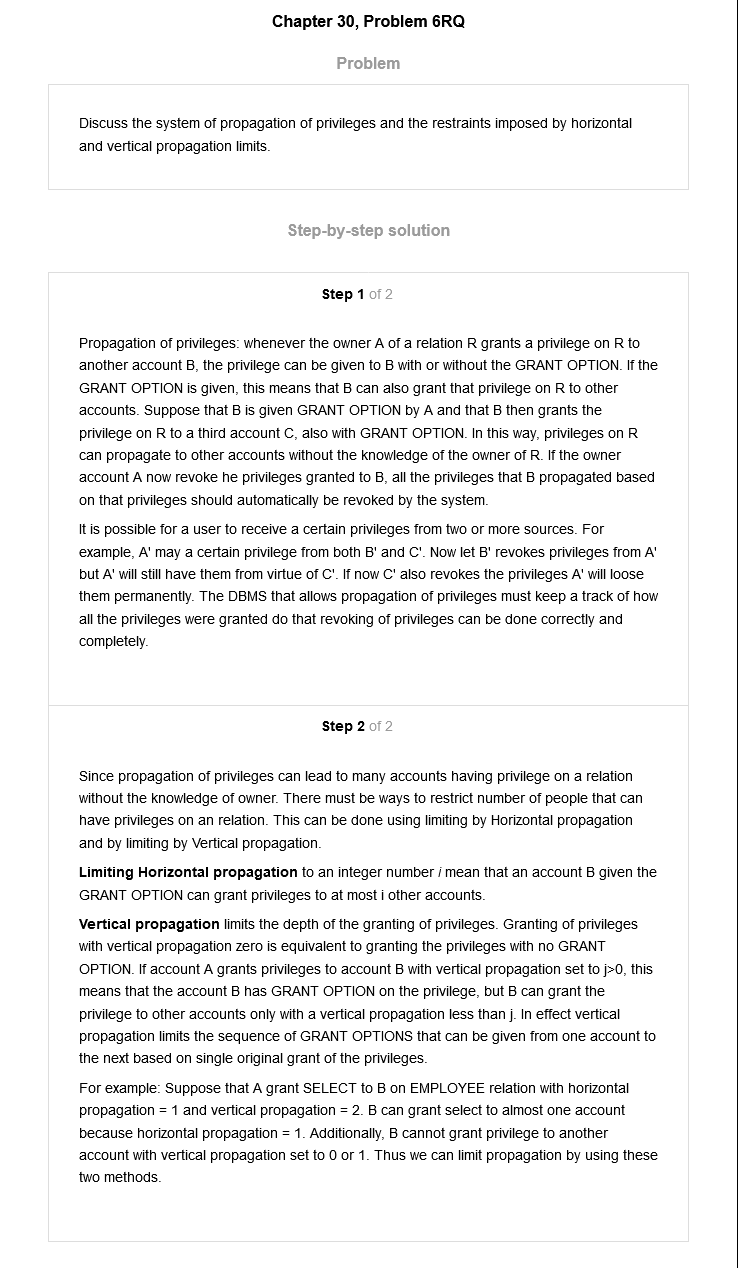 Chapter 30, Problem 6RQ
Problem
Discuss the system of propagation of privileges and the restraints imposed by horizontal
and vertical propagation limits.
Step-by-step solution
Step 1 of 2
Propagation of privileges: whenever the owner A of a relation R grants a privilege on R to
another account B, the privilege can be given to B with or without the GRANT OPTION. If the
GRANT OPTION is given, this means that B can also grant that privilege on R to other
accounts. Suppose that B is given GRANT OPTION by A and that B then grants the
privilege on R to a third account C, also with GRANT OPTION. In this way, privileges on R
can propagate to other accounts without the knowledge of the owner of R. If the owner
account A now revoke he privileges granted to B, all the privileges that B propagated based
on that privileges should automatically be revoked by the system.
It is possible for a user to receive a certain privileges from two or more sources. For
example, A' may a certain privilege from both B' and C'. Now let B' revokes privileges from A'
but A' will still have them from virtue of C'. If now C' also revokes the privileges A' will loose
them permanently. The DBMS that allows propagation of privileges must keep a track of how
all the privileges were granted do that revoking of privileges can be done correctly and
completely.
Step 2 of 2
Since propagation of privileges can lead to many accounts having privilege on a relation
without the knowledge of owner. There must be ways to restrict number of people that can
have privileges on an relation. This can be done using limiting by Horizontal propagation
and by limiting by Vertical propagation.
Limiting Horizontal propagation to an integer number i mean that an account B given the
GRANT OPTION can grant privileges to at most i other accounts.
Vertical propagation limits the depth of the granting of privileges. Granting of privileges
with vertical propagation zero is equivalent to granting the privileges with no GRANT
OPTION. If account A grants privileges to account B with vertical propagation set to j>0, this
means that the account B has GRANT OPTION on the privilege, but B can grant the
privilege to other accounts only with a vertical propagation less than j. In effect vertical
propagation limits the sequence of GRANT OPTIONS that can be given from one account to
the next based on single original grant of the privileges.
For example: Suppose that A grant SELECT to B on EMPLOYEE relation with horizontal
propagation = 1 and vertical propagation = 2. B can grant select to almost one account
because horizontal propagation = 1. Additionally, B cannot grant privilege to another
account with vertical propagation set to 0 or 1. Thus we can limit propagation by using these
two methods.